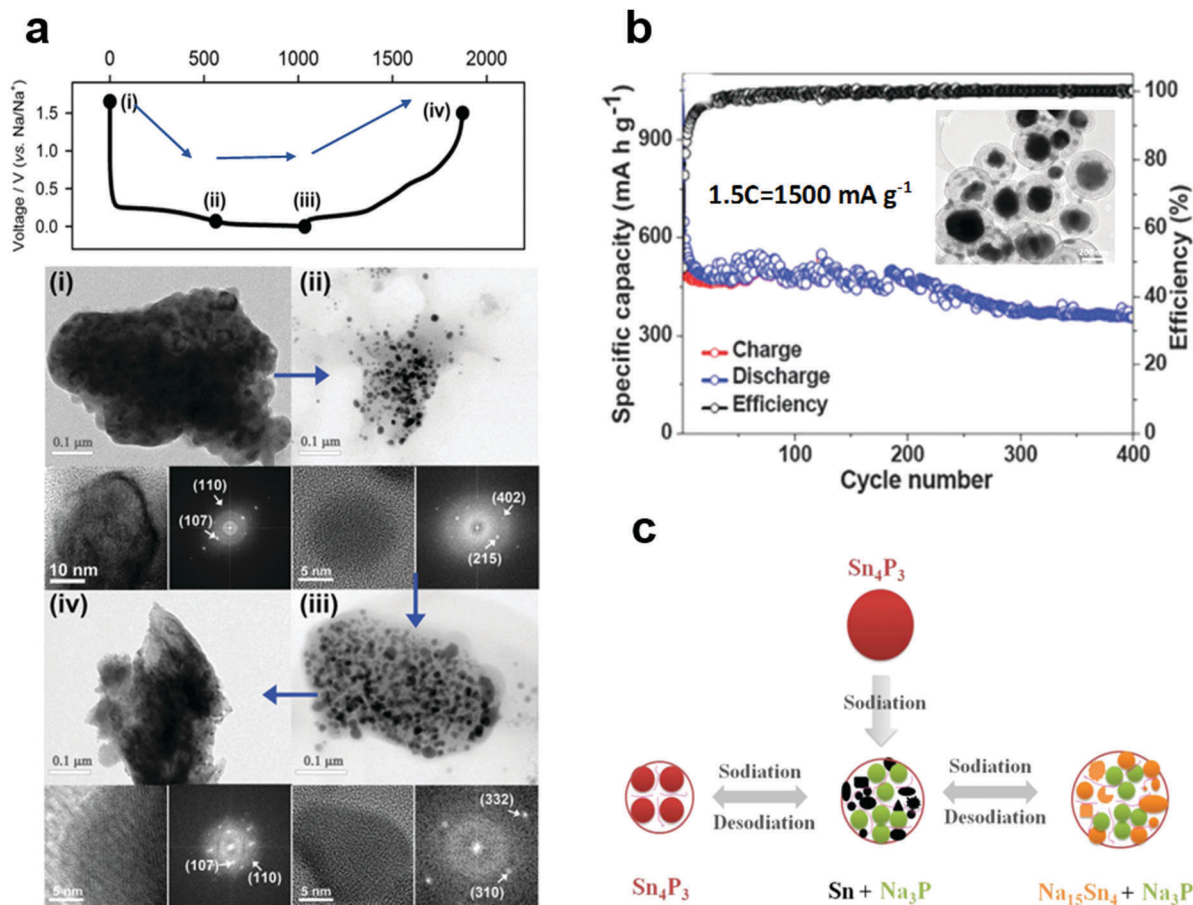 a
0 500 1000 1500 2000
Voltage / V (vs. Na/Na⁺)
1.5
1.0
0.5
0.0
(i)
(ii)
(iii)
(iv)
(i)
0.1 µm
(ii)
0.1 µm
10 nm
(110)
(107)
5 nm
(402)
(215)
(iv)
0.1 µm
(iii)
0.1 µm
5 nm
(107)
(110)
5 nm
(332)
(310)
b
Specific capacity (mA h g⁻¹)
900
750
600
450
300
150
0
1.5C=1500 mA g⁻¹
Charge
Discharge
Efficiency
100
80
60
40
20
0
Efficiency (%)
100 200 300 400
Cycle number
c
Sn₄P₃
Sodiation
Sodiation
Desodiation
Sodiation
Desodiation
Sn₄P₃
Sn + Na₃P
Na₁₅Sn₄ + Na₃P